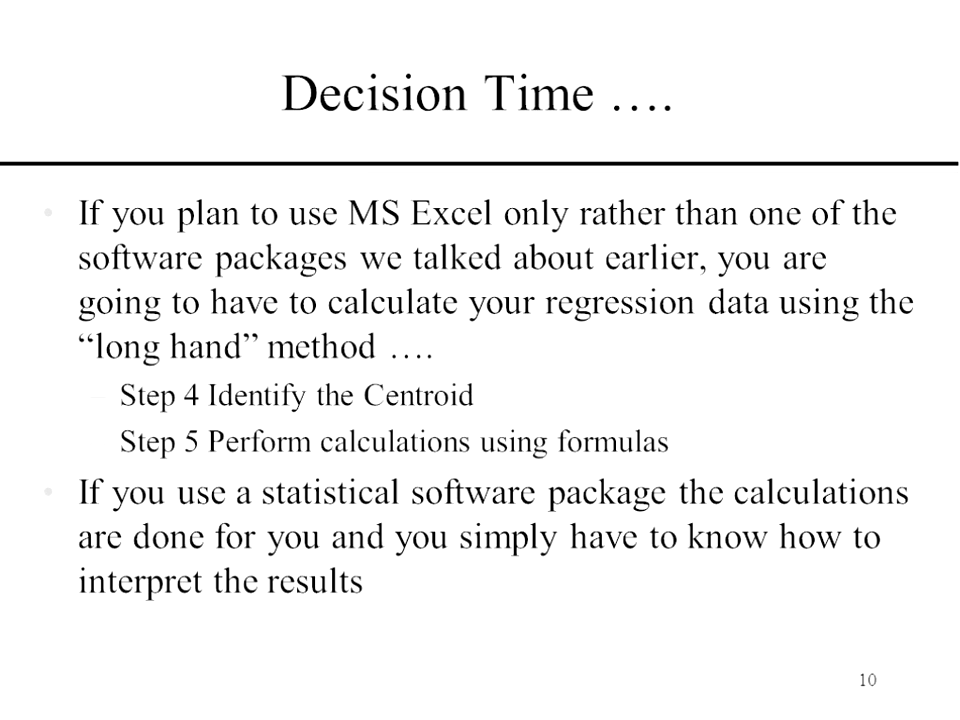 Decision Time ….
• If you plan to use MS Excel only rather than one of the
software packages we talked about earlier, you are
going to have to calculate your regression data using the
“long hand” method ….
– Step 4 Identify the Centroid
Step 5 Perform calculations using formulas
• If you use a statistical software package the calculations
are done for you and you simply have to know how to
interpret the results
10